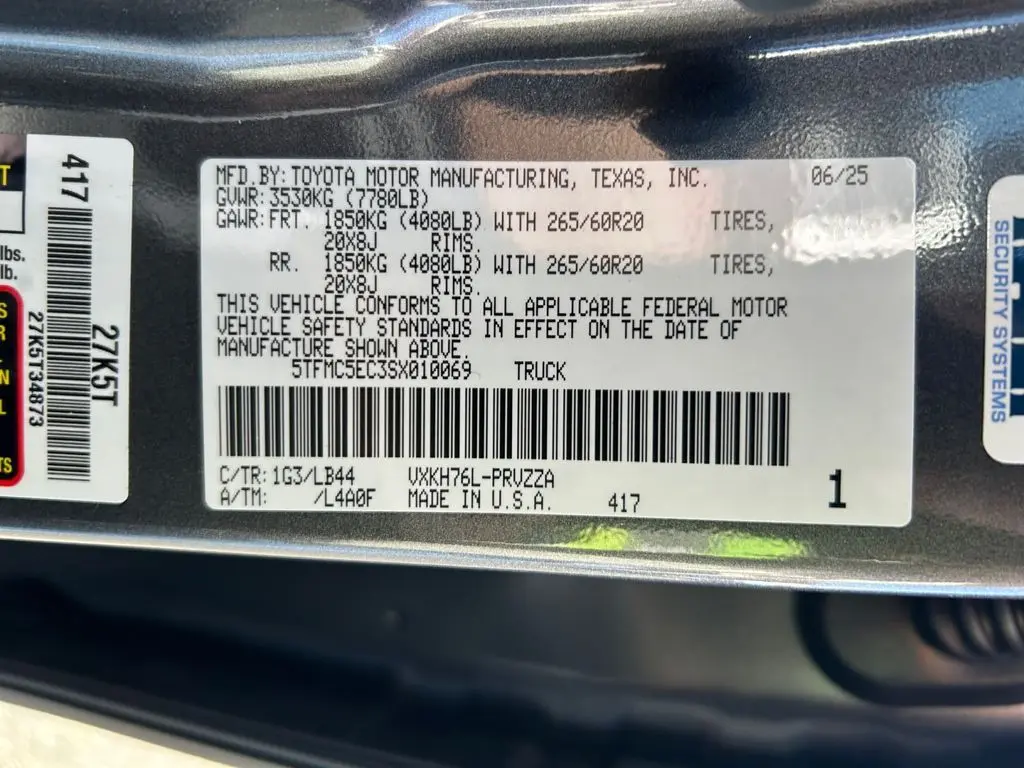 MFD.BY:TOYOTA MOTOR MANUFACTURING, TEXAS, INC. 06/25
GVWR:3530KG (7780LB)
GAWR:FRT. 1850KG (4080LB) WITH 265/60R20 TIRES,
20X8J RIMS.
RR. 1850KG (4080LB) WITH 265/60R20 TIRES,
20X8J RIMS.
THIS VEHICLE CONFORMS TO ALL APPLICABLE FEDERAL MOTOR
VEHICLE SAFETY STANDARDS IN EFFECT ON THE DATE OF
MANUFACTURE SHOWN ABOVE.
5TFMC5EC3SX010069 TRUCK
C/TR:1G3/LB44 VXKH76L-PRVZZA
A/TM: /L4A0F MADE IN U.S.A. 417 1
417
27K5T
27K5T34873
lbs.
lb.
SECURITY SYSTEMS